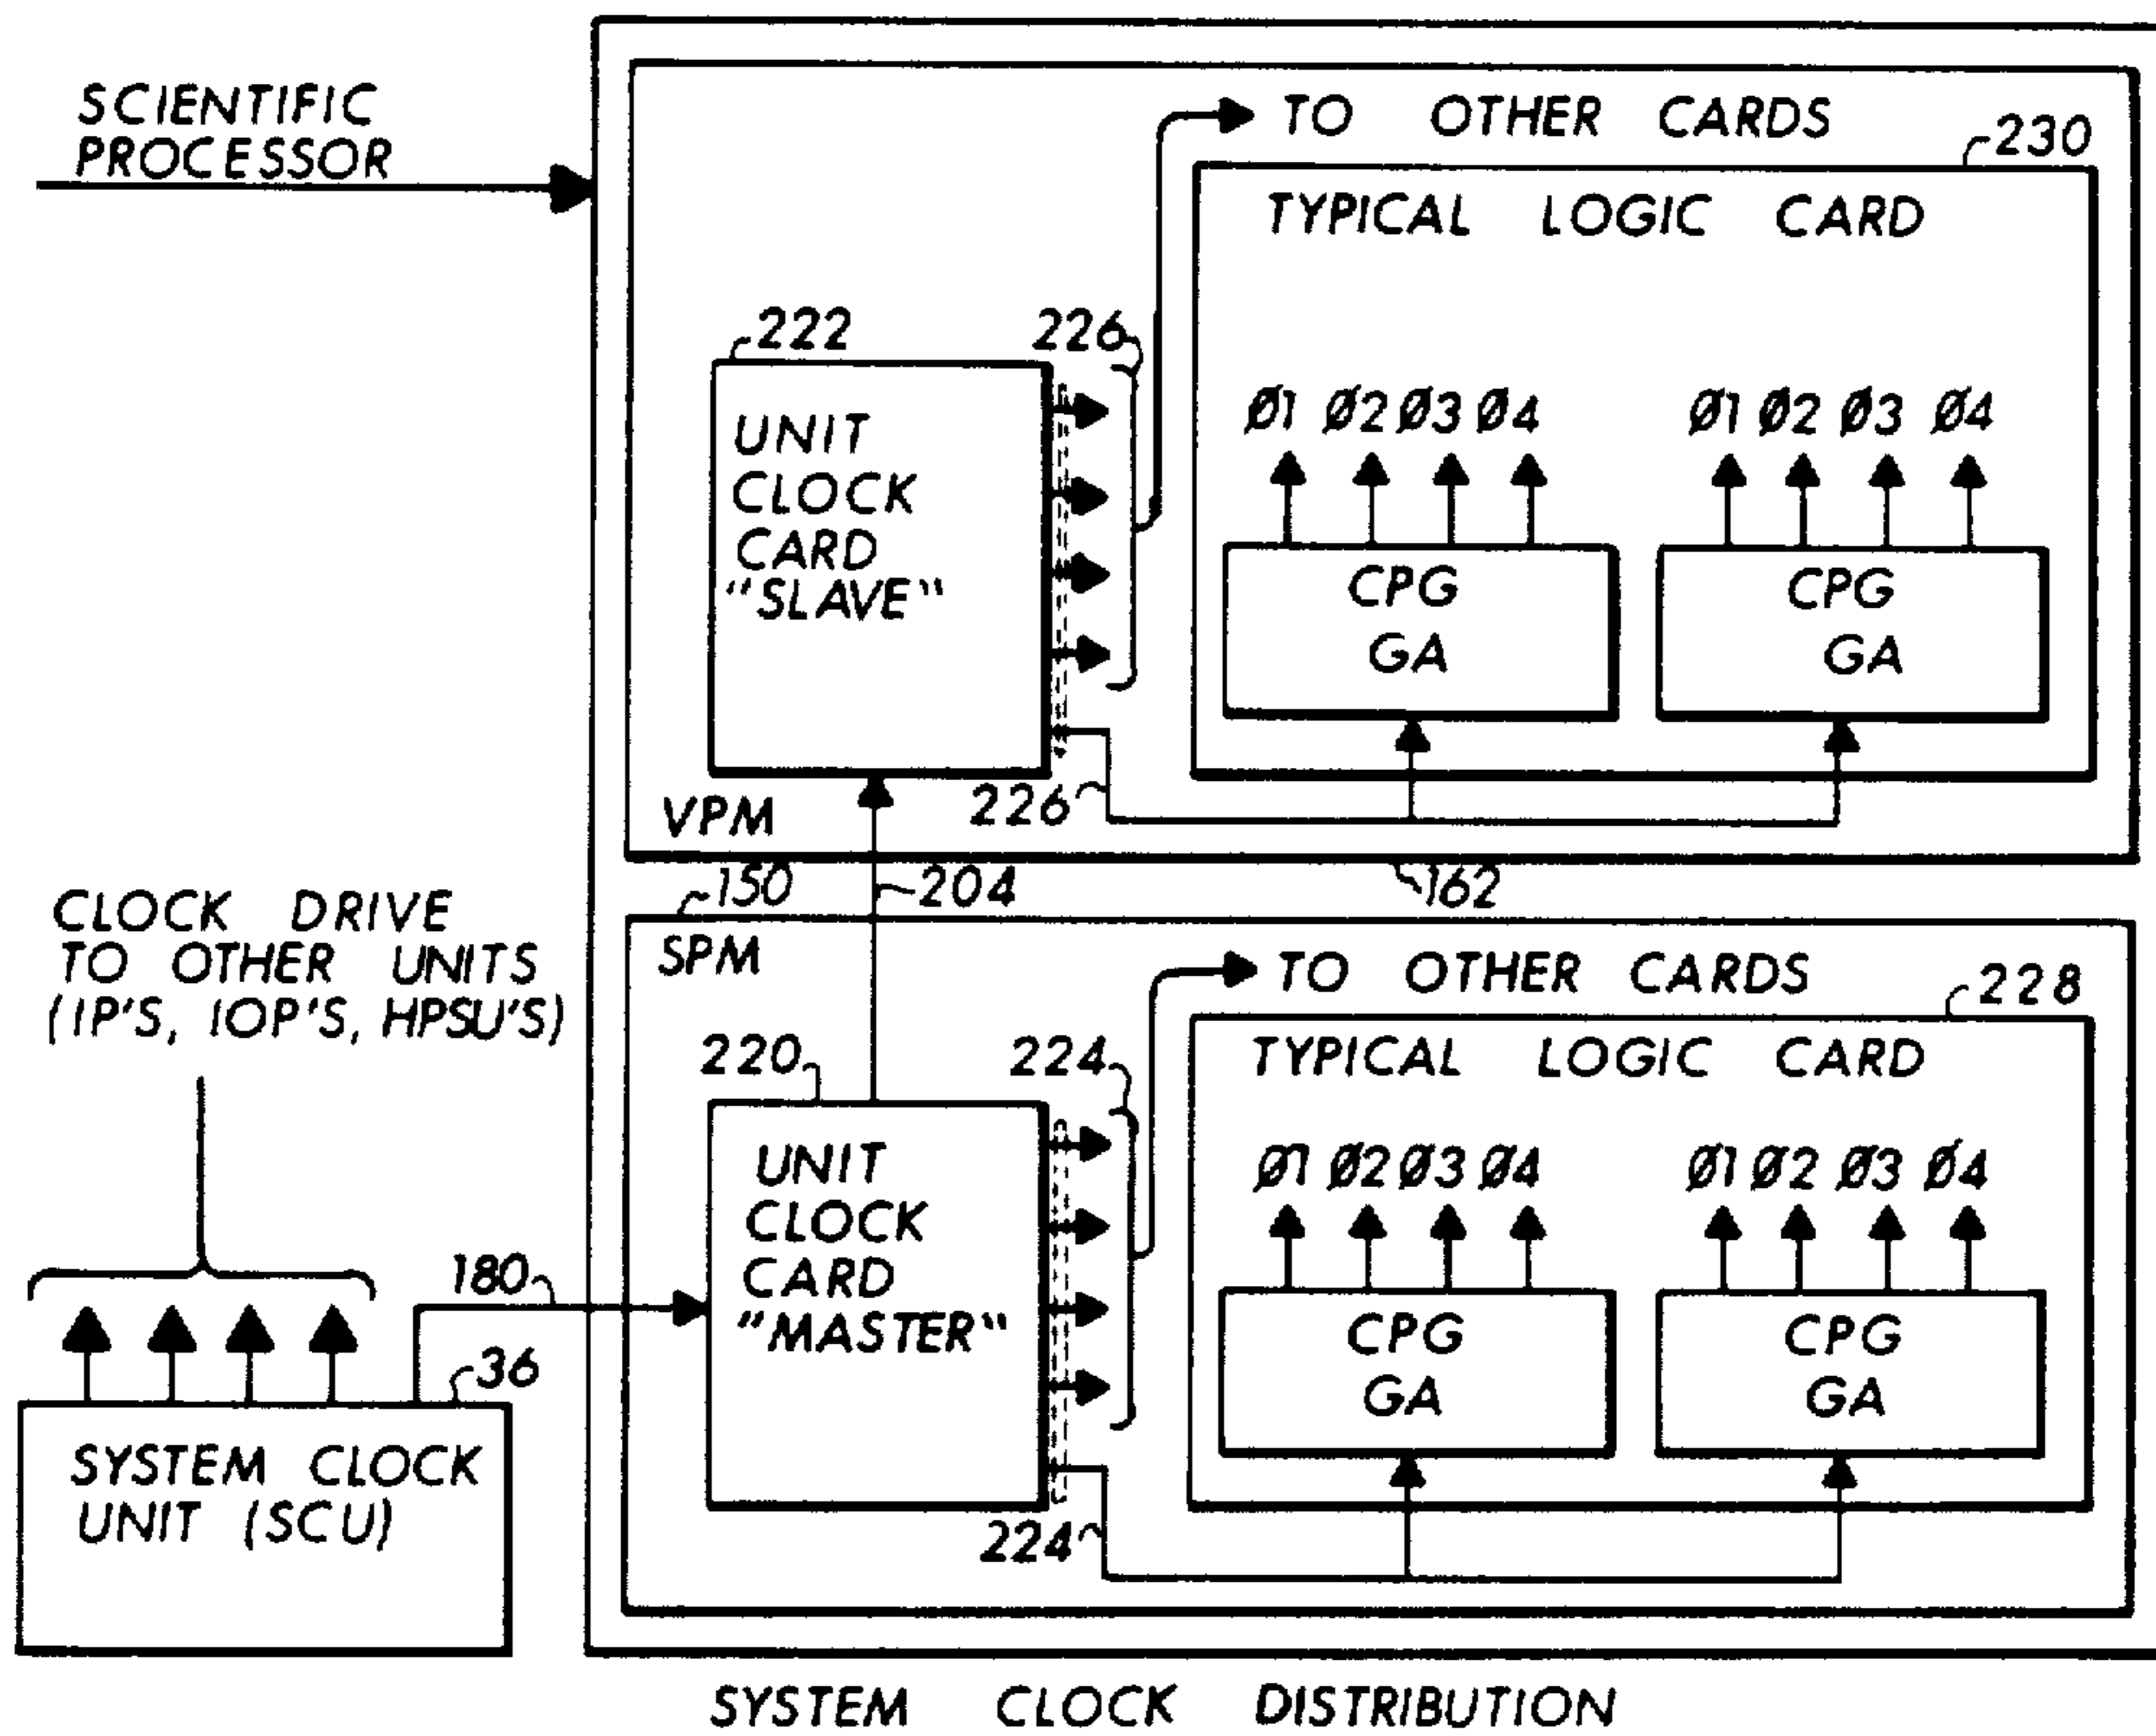 SCIENTIFIC
PROCESSOR
TO OTHER CARDS
230
TYPICAL LOGIC CARD
222
226
UNIT
CLOCK
CARD
"SLAVE"
Ø1 Ø2 Ø3 Ø4
Ø1 Ø2 Ø3 Ø4
CPG
GA
CPG
GA
226
VPM
150
204
162
CLOCK DRIVE
TO OTHER UNITS
(IP'S, IOP'S, HPSU'S)
SPM
TO OTHER CARDS
228
TYPICAL LOGIC CARD
220
224
UNIT
CLOCK
CARD
"MASTER"
Ø1 Ø2 Ø3 Ø4
Ø1 Ø2 Ø3 Ø4
180
CPG
GA
CPG
GA
36
SYSTEM CLOCK
UNIT (SCU)
224
SYSTEM CLOCK DISTRIBUTION